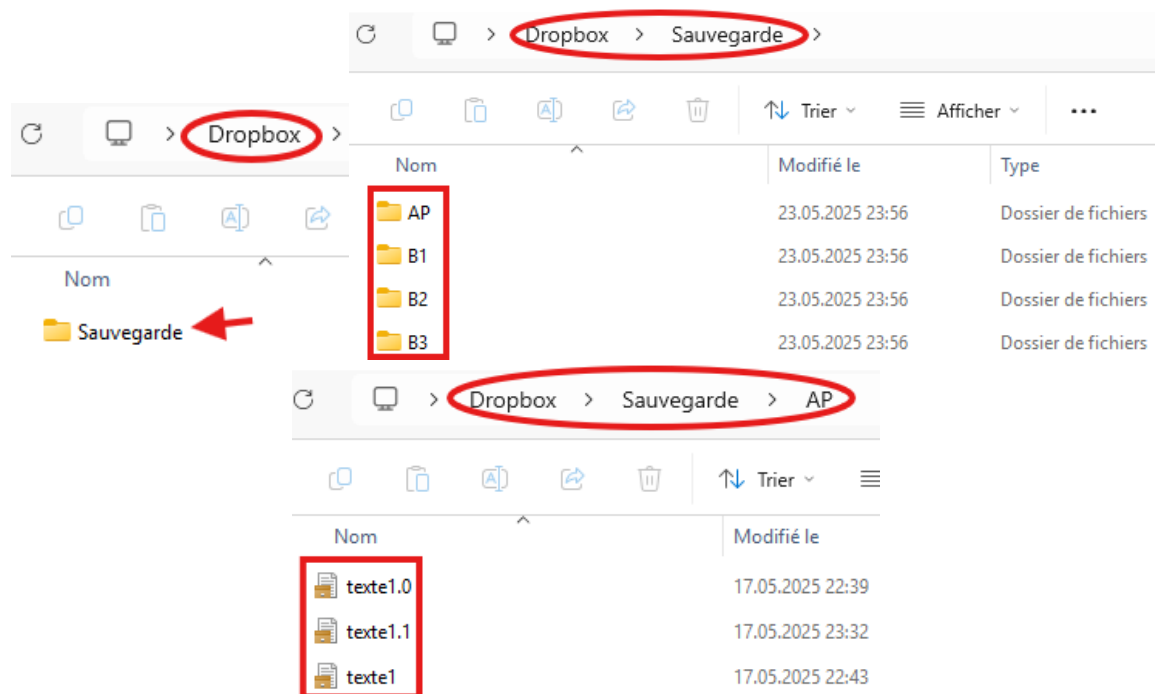 Dropbox > Sauvegarde >
Trier Afficher ...
Nom Modifié le Type
AP 23.05.2025 23:56 Dossier de fichiers
B1 23.05.2025 23:56 Dossier de fichiers
B2 23.05.2025 23:56 Dossier de fichiers
B3 23.05.2025 23:56 Dossier de fichiers
> Dropbox >
Nom
Sauvegarde
> Dropbox > Sauvegarde > AP
Trier
Nom Modifié le
texte1.0 17.05.2025 22:39
texte1.1 17.05.2025 23:32
texte1 17.05.2025 22:43